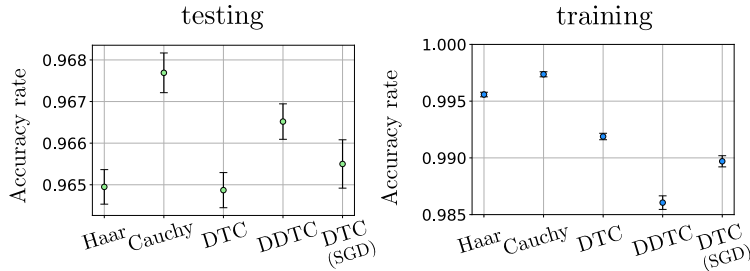 testing
Accuracy rate
0.968
0.967
0.966
0.965
Haar
Cauchy
DTC
DDTC
DTC
(SGD)
training
Accuracy rate
1.000
0.995
0.990
0.985
Haar
Cauchy
DTC
DDTC
DTC
(SGD)